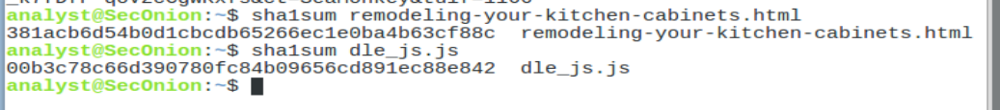 analyst@SecOnion:~$ sha1sum remodeling-your-kitchen-cabinets.html
381acb6d54b0d1cbcdb65266ec1e0ba4b63cf88c  remodeling-your-kitchen-cabinets.html
analyst@SecOnion:~$ sha1sum dle_js.js
00b3c78c66d390780fc84b09656cd891ec88e842  dle_js.js
analyst@SecOnion:~$